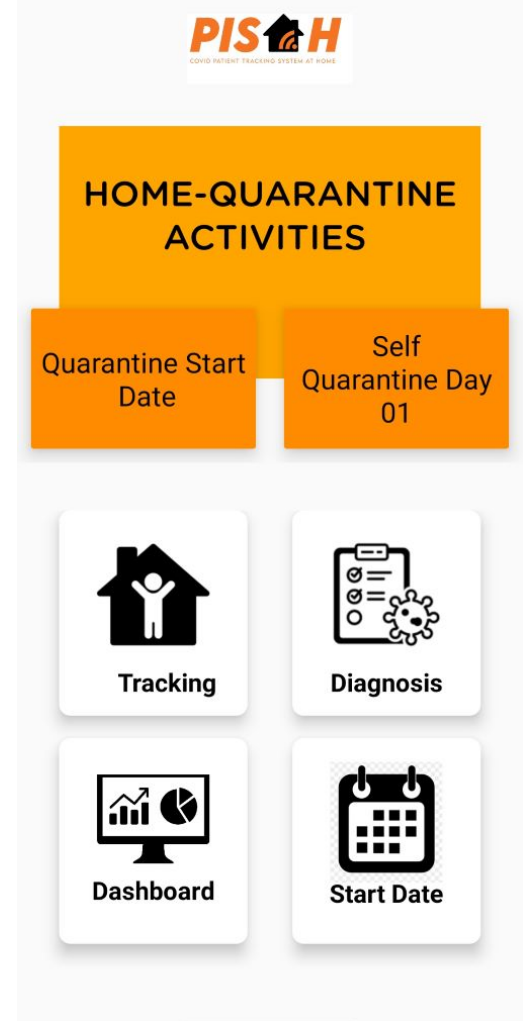 PISAH
COVID PATIENT TRACKING SYSTEM AT HOME
HOME-QUARANTINE
ACTIVITIES
Quarantine Start
Date
Self
Quarantine Day
01
Tracking
Diagnosis
Dashboard
Start Date